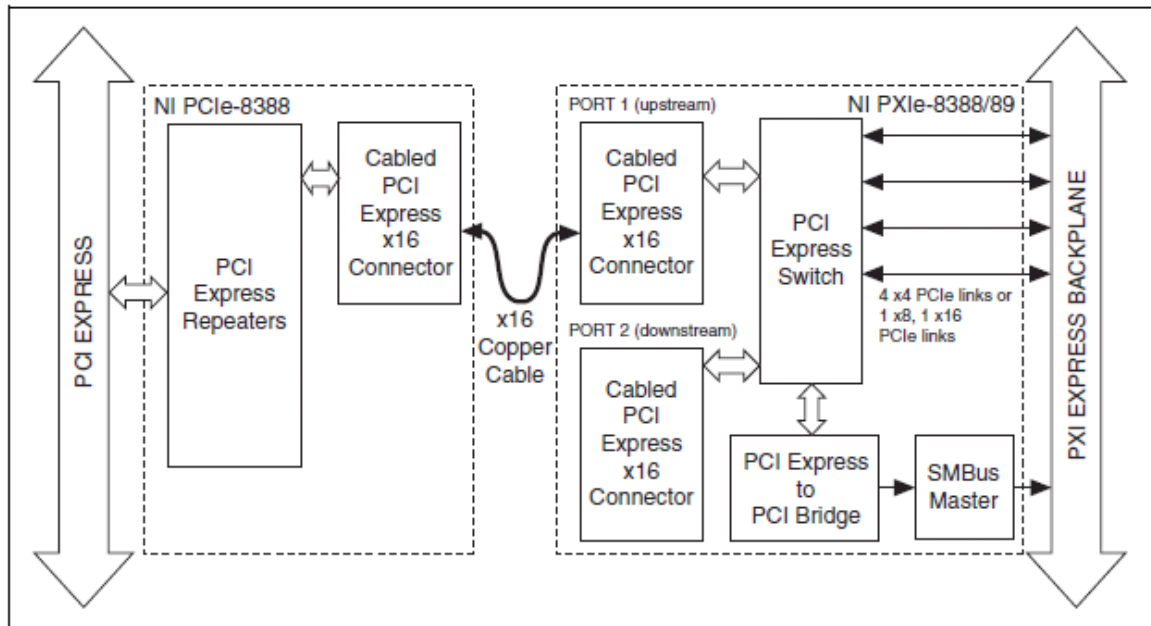 PCI EXPRESS
NI PCIe-8388
PCI
Express
Repeaters
Cabled
PCI
Express
x16
Connector
x16
Copper
Cable
PORT 1 (upstream)
NI PXIe-8388/89
Cabled
PCI
Express
x16
Connector
PCI
Express
Switch
4 x4 PCIe links or
1 x8, 1 x16
PCIe links
PORT 2 (downstream)
Cabled
PCI
Express
x16
Connector
PCI Express
to
PCI Bridge
SMBus
Master
PXI EXPRESS BACKPLANE